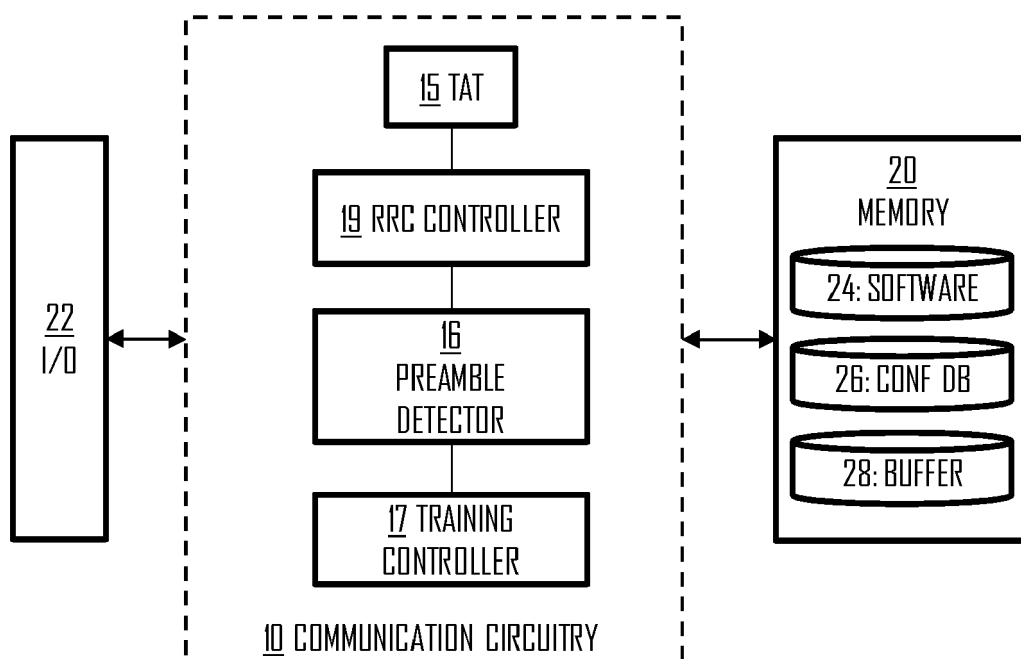 15 TAT
19 RRC CONTROLLER
16
PREAMBLE
DETECTOR
17 TRAINING
CONTROLLER
10 COMMUNICATION CIRCUITRY
22
I/O
20
MEMORY
24: SOFTWARE
26: CONF DB
28: BUFFER